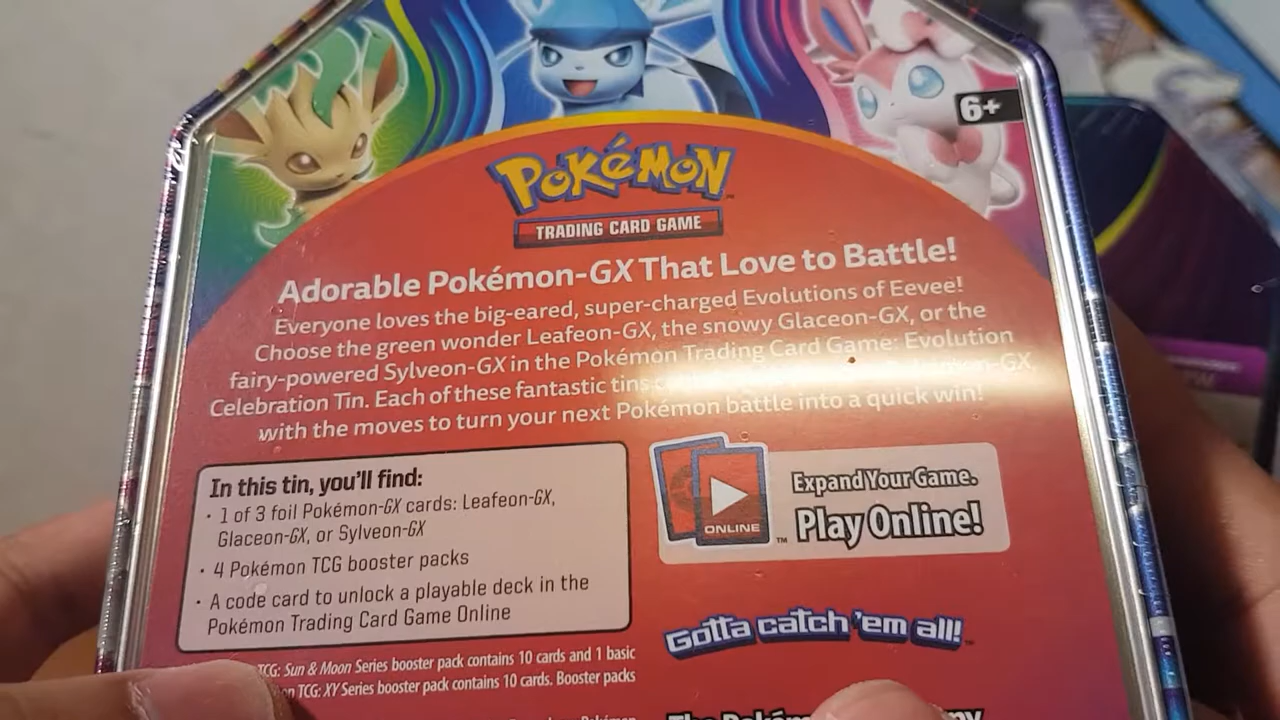 6+
POKéMON
TRADING CARD GAME
Adorable Pokémon-GX That Love to Battle!
Everyone loves the big-eared, super-charged Evolutions of Eevee!
Choose the green wonder Leafeon-GX, the snowy Glaceon-GX, or the
fairy-powered Sylveon-GX in the Pokémon Trading Card Game: Evolution
Celebration Tin. Each of these fantastic tins
with the moves to turn your next Pokémon battle into a quick win!
In this tin, you'll find:
• 1 of 3 foil Pokémon-GX cards: Leafeon-GX,
Glaceon-GX, or Sylveon-GX
• 4 Pokémon TCG booster packs
• A code card to unlock a playable deck in the
Pokémon Trading Card Game Online
ONLINE
TM
Expand Your Game.
Play Online!
Gotta catch 'em all!
TCG: Sun & Moon Series booster pack contains 10 cards and 1 basic
TCG: XY Series booster pack contains 10 cards. Booster packs